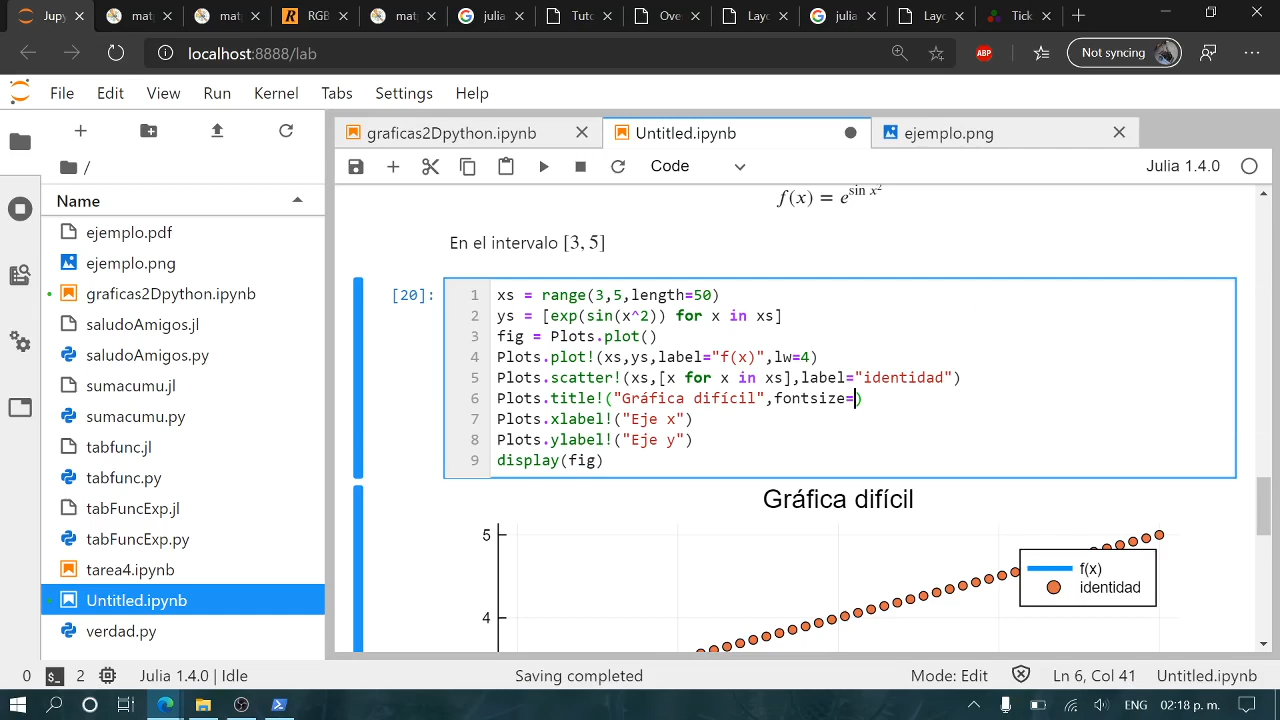 Jupy
Matp
mat
RGB
mat
julia
Tuto
Over
Layo
julia
Layo
Tick
localhost:8888/lab
ABP
Not syncing
File Edit View Run Kernel Tabs Settings Help
graficas2Dpython.ipynb
Untitled.ipynb
ejemplo.png
Code
Julia 1.4.0
/
Name
ejemplo.pdf
ejemplo.png
graficas2Dpython.ipynb
saludoAmigos.jl
saludoAmigos.py
sumacumu.jl
sumacumu.py
tabfunc.jl
tabfunc.py
tabFuncExp.jl
tabFuncExp.py
tarea4.ipynb
Untitled.ipynb
verdad.py
f(x) = e^sin x²
En el intervalo [3, 5]
[20]:
1 xs = range(3,5,length=50)
2 ys = [exp(sin(x^2)) for x in xs]
3 fig = Plots.plot()
4 Plots.plot!(xs,ys,label="f(x)",lw=4)
5 Plots.scatter!(xs,[x for x in xs],label="identidad")
6 Plots.title!("Gráfica difícil",fontsize=)
7 Plots.xlabel!("Eje x")
8 Plots.ylabel!("Eje y")
9 display(fig)
Gráfica difícil
5
4
f(x)
identidad
0
2
Julia 1.4.0 | Idle
Saving completed
Mode: Edit
Ln 6, Col 41
Untitled.ipynb
ENG
02:18 p. m.